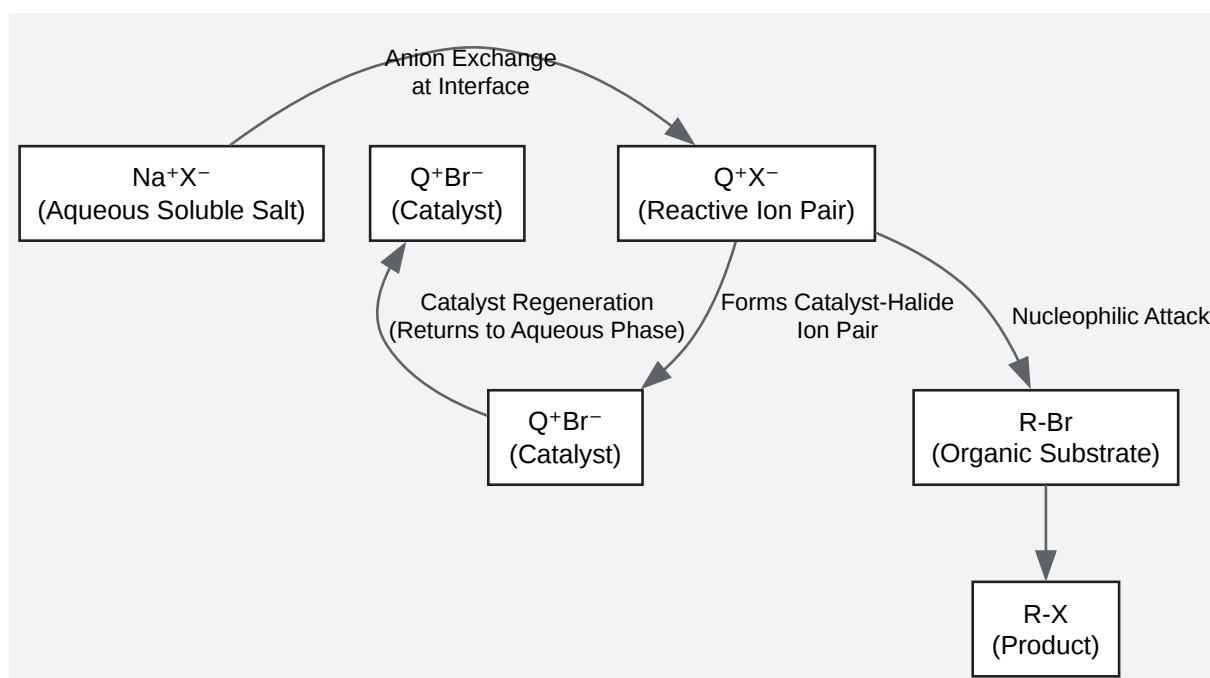 Anion Exchange
at Interface
Na⁺X⁻
(Aqueous Soluble Salt)
Q⁺Br⁻
(Catalyst)
Q⁺X⁻
(Reactive Ion Pair)
Catalyst Regeneration
(Returns to Aqueous Phase)
Forms Catalyst-Halide
Ion Pair
Nucleophilic Attack
Q⁺Br⁻
(Catalyst)
R-Br
(Organic Substrate)
R-X
(Product)